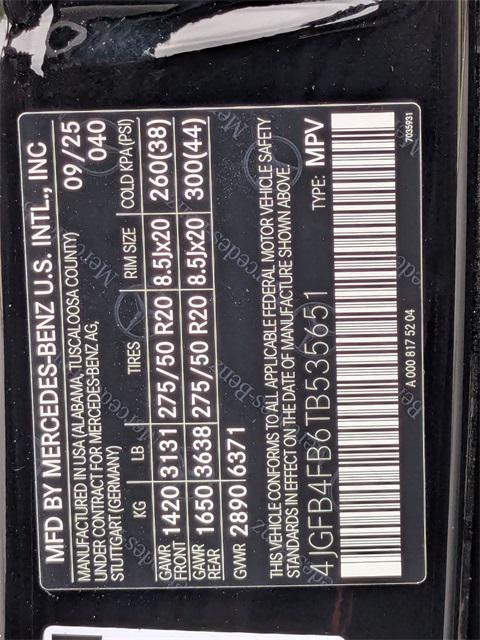 MFD BY MERCEDES-BENZ U.S. INTL., INC
MANUFACTURED IN USA (ALABAMA, TUSCALOOSA COUNTY) 09/25
UNDER CONTRACT FOR MERCEDES-BENZ AG, 040
STUTTGART (GERMANY)
KG LB TIRES RIM SIZE COLD KPA(PSI)
GAWR FRONT 1420 3131 275/50 R20 8.5Jx20 260(38)
GAWR REAR 1650 3638 275/50 R20 8.5Jx20 300(44)
GVWR 2890 6371
THIS VEHICLE CONFORMS TO ALL APPLICABLE FEDERAL MOTOR VEHICLE SAFETY
STANDARDS IN EFFECT ON THE DATE OF MANUFACTURE SHOWN ABOVE.
4JGFB4FB6TB535651 TYPE: MPV
A 000 817 52 04 7035931
Mercedes-Benz